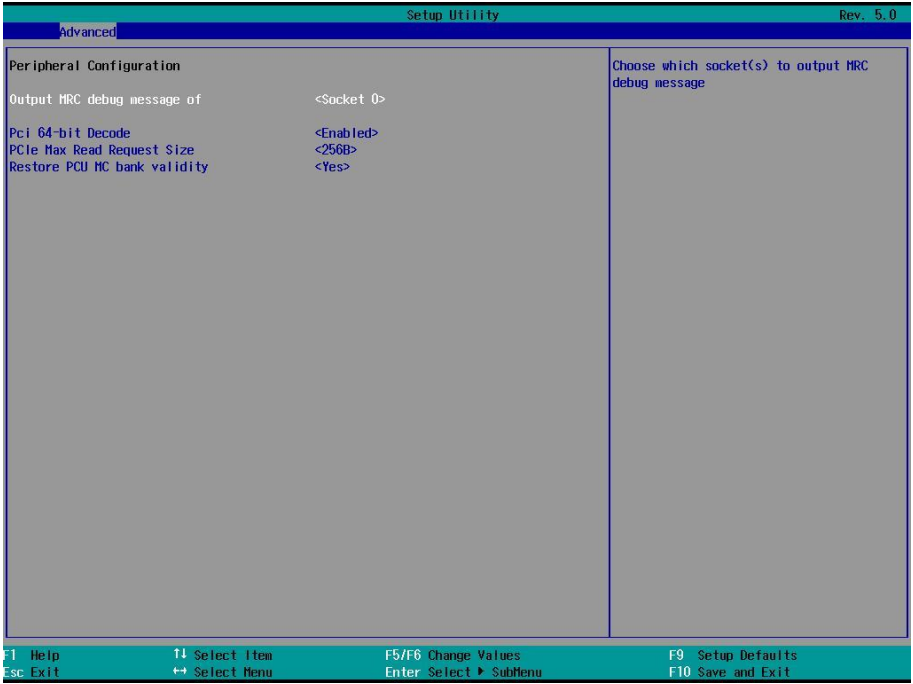 Setup Utility Rev. 5.0
Advanced
Peripheral Configuration
Choose which socket(s) to output MRC
debug message
Output MRC debug message of <Socket 0>
Pci 64-bit Decode <Enabled>
PCIe Max Read Request Size <256B>
Restore PCU MC bank validity <Yes>
F1 Help ↑↓ Select Item F5/F6 Change Values F9 Setup Defaults
Esc Exit ↔ Select Menu Enter Select ▶ SubMenu F10 Save and Exit